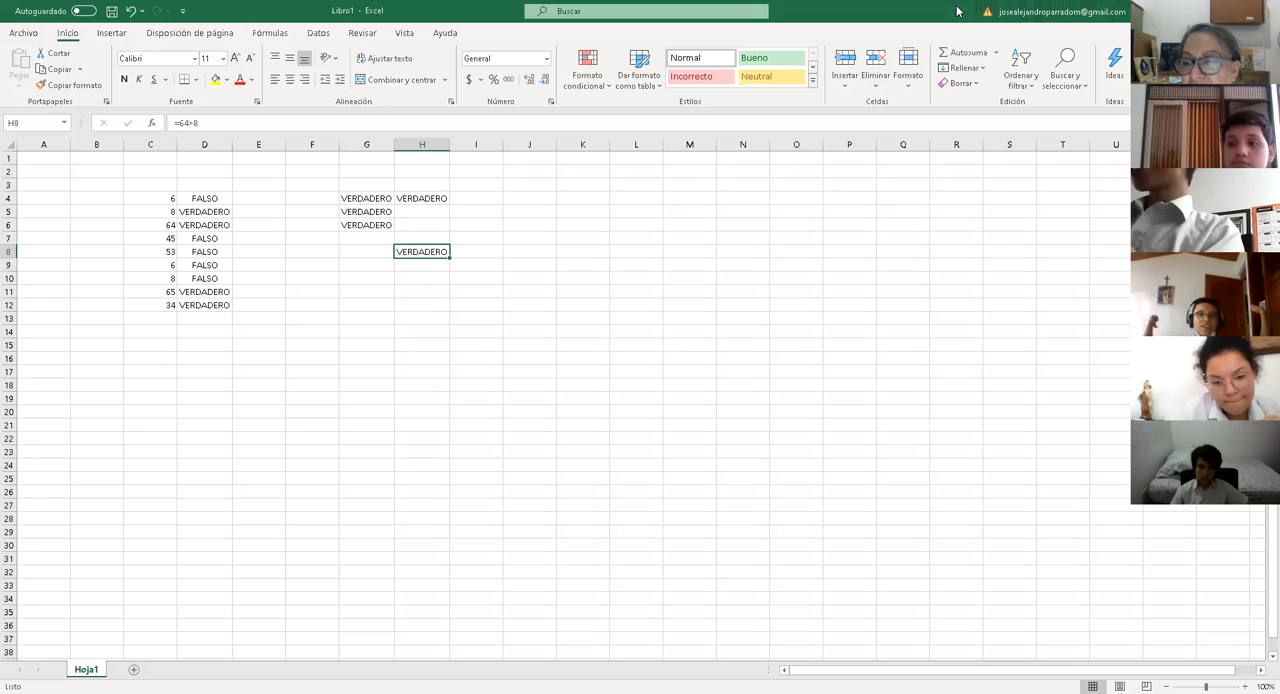 Autoguardado
Libro1 - Excel
Buscar
josealejandroparradom@gmail.com
Archivo Inicio Insertar Disposición de página Fórmulas Datos Revisar Vista Ayuda
Pegar
Cortar
Copiar
Copiar formato
Portapapeles
Calibri 11
N K S
Fuente
Ajustar texto
Combinar y centrar
Alineación
General
$ % 000
Número
Formato condicional
Dar formato como tabla
Normal Bueno
Incorrecto Neutral
Estilos
Insertar Eliminar Formato
Celdas
Autosuma
Rellenar
Borrar
Ordenar y filtrar
Buscar y seleccionar
Edición
Ideas
Ideas
H8 fx =64>8
A B C D E F G H I J K L M N O P Q R S T U
1
2
3
4 6 FALSO VERDADERO VERDADERO
5 8 VERDADERO VERDADERO
6 64 VERDADERO VERDADERO
7 45 FALSO
8 53 FALSO VERDADERO
9 6 FALSO
10 8 FALSO
11 65 VERDADERO
12 34 VERDADERO
13
14
15
16
17
18
19
20
21
22
23
24
25
26
27
28
29
30
31
32
33
34
35
36
37
38
Hoja1
Listo
100%